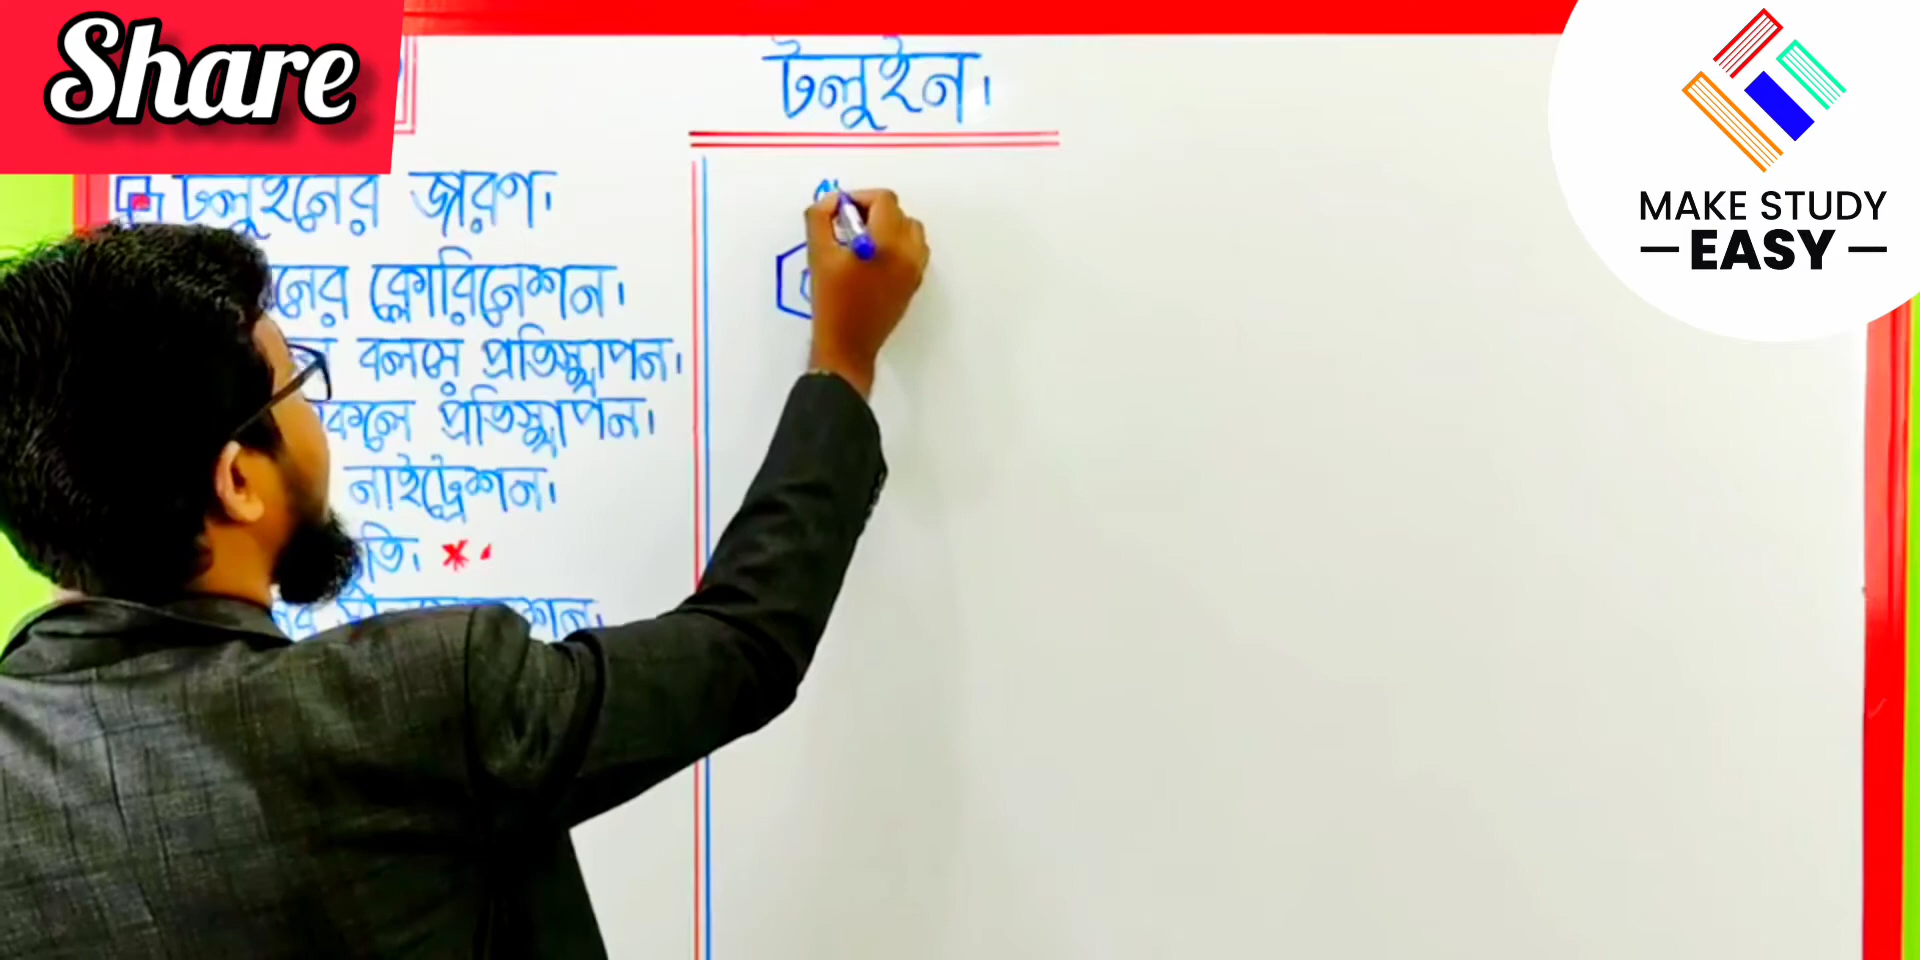 Share
টলুইন।
টলুইনের জারণ।
নের ক্লোরিনেশন।
বলয়ে প্রতিস্থাপন।
কলে প্রতিস্থাপন।
নাইট্রেশন।
MAKE STUDY
EASY